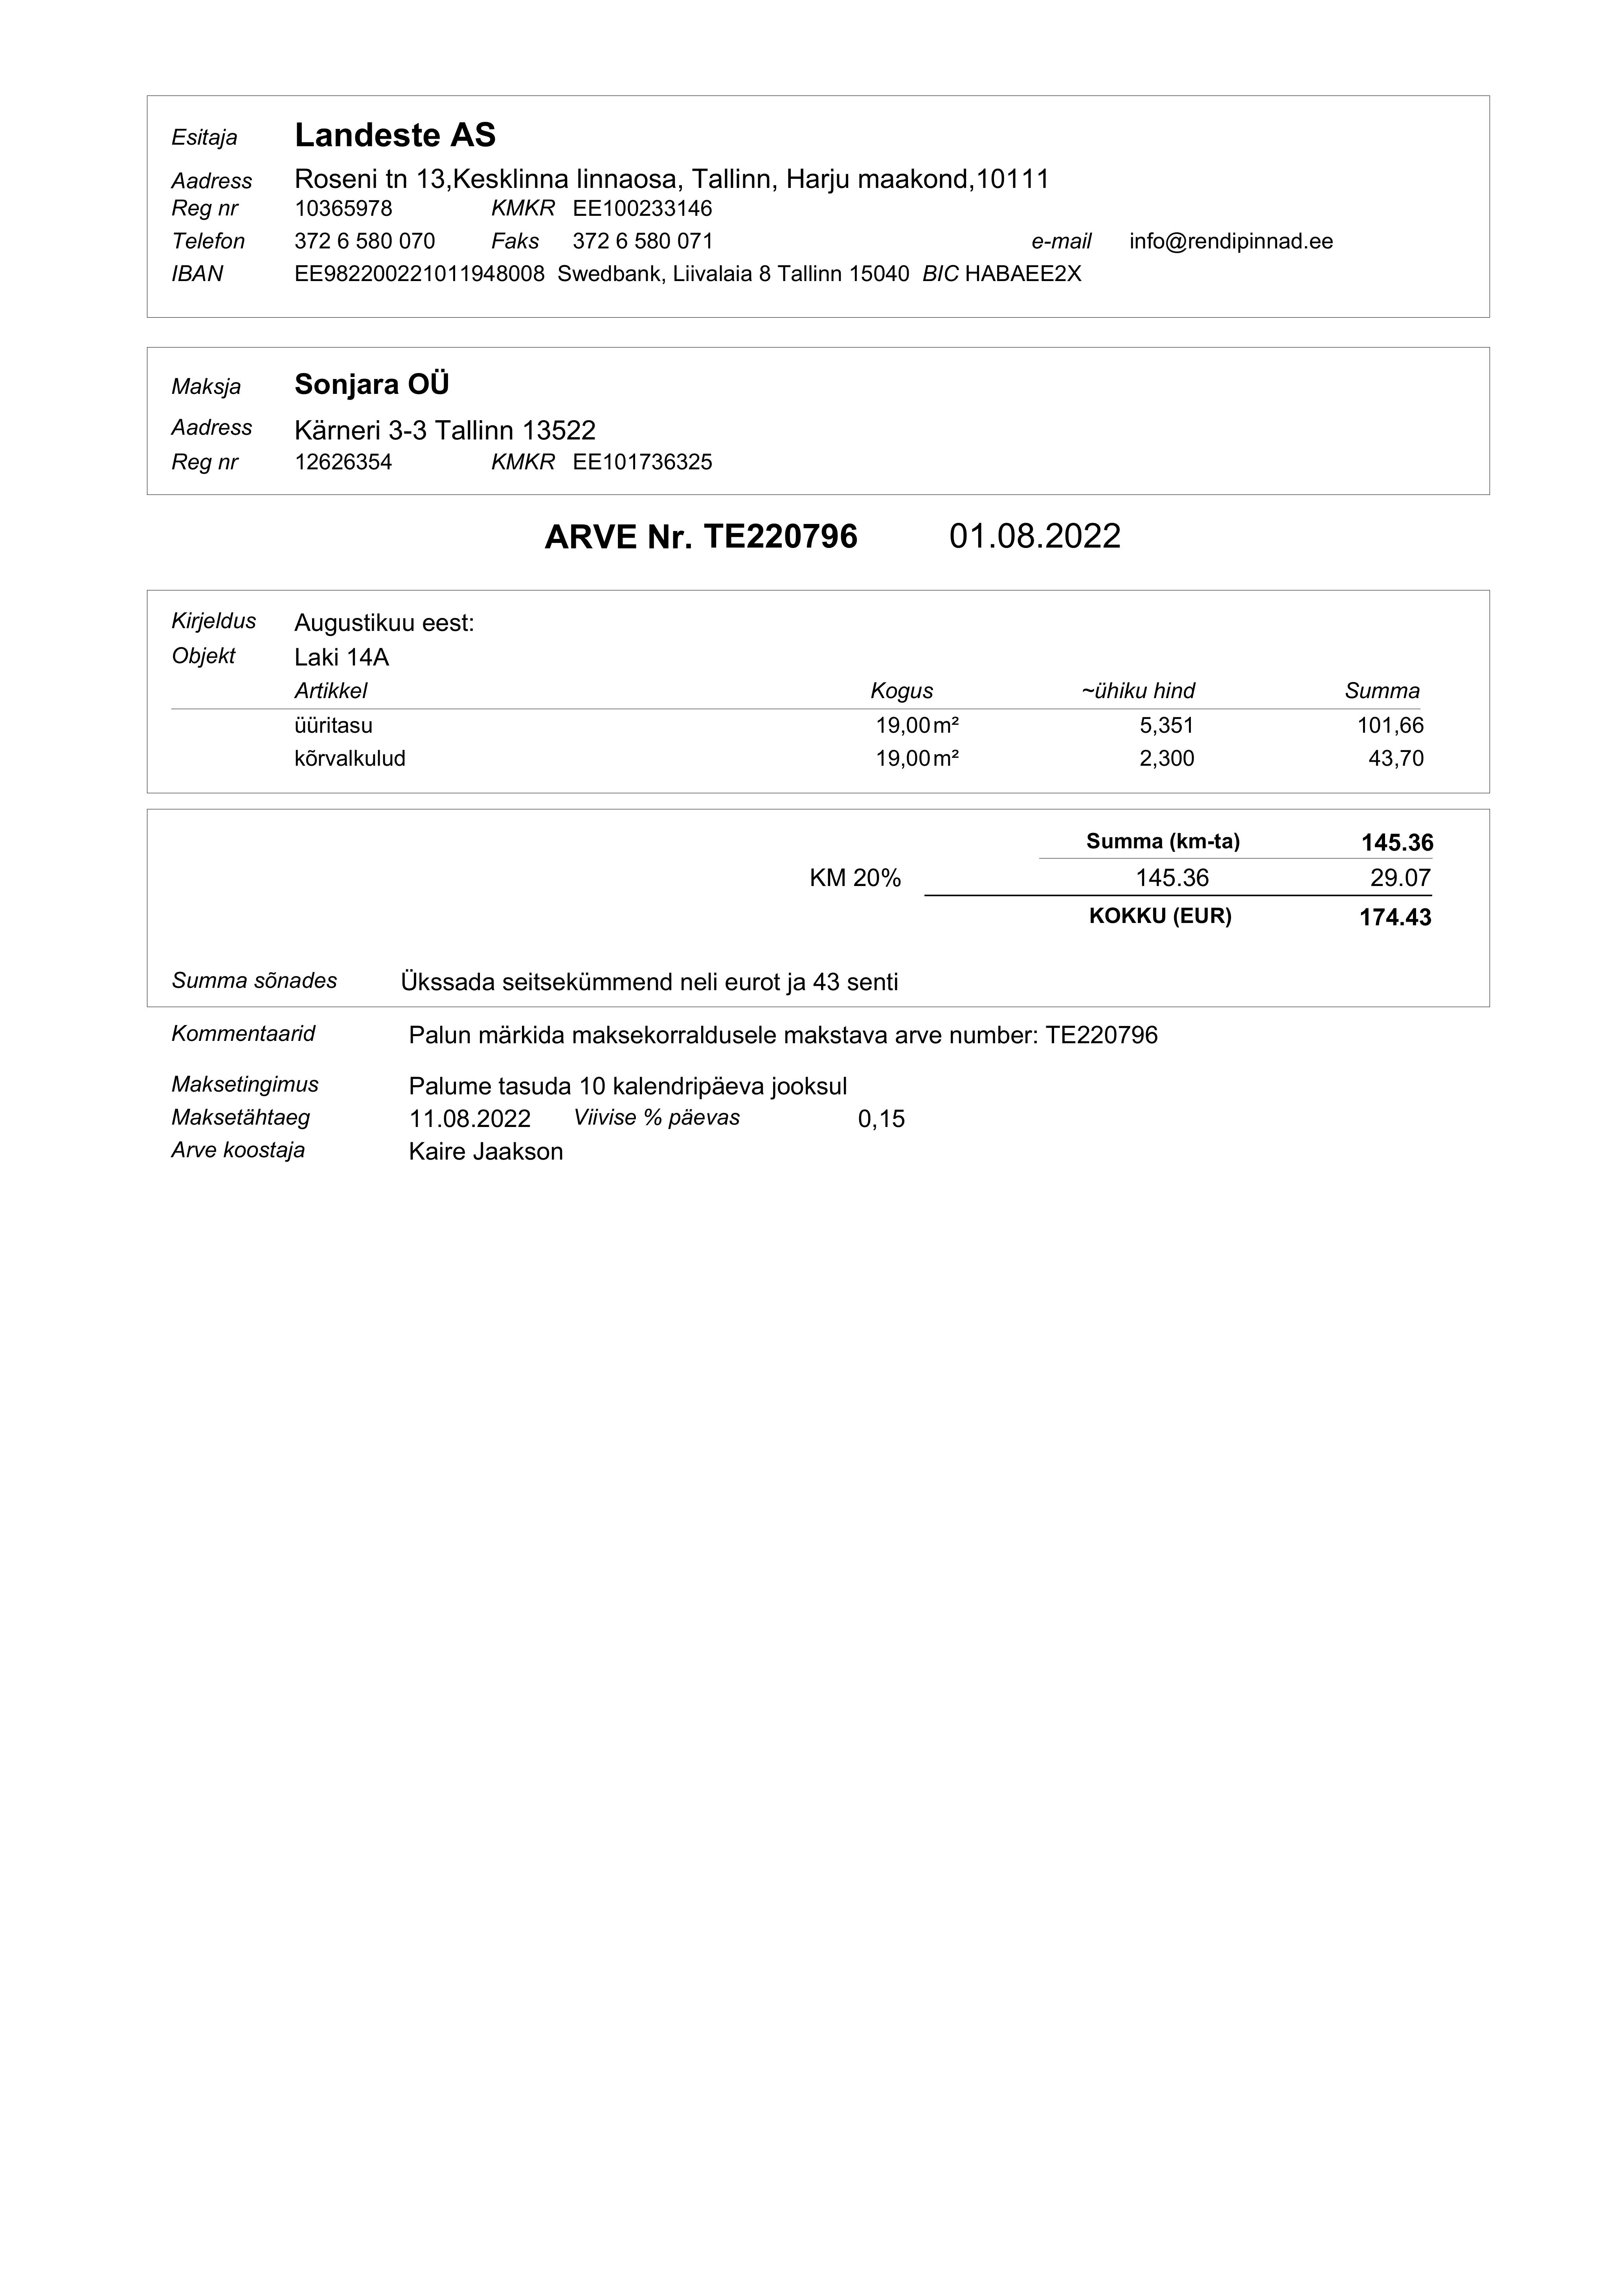 Esitaja Landeste AS
Aadress Roseni tn 13,Kesklinna linnaosa, Tallinn, Harju maakond,10111
Reg nr 10365978 KMKR EE100233146
Telefon 372 6 580 070 Faks 372 6 580 071 e-mail info@rendipinnad.ee
IBAN EE982200221011948008 Swedbank, Liivalaia 8 Tallinn 15040 BIC HABAEE2X
Maksja Sonjara OÜ
Aadress Kärneri 3-3 Tallinn 13522
Reg nr 12626354 KMKR EE101736325
ARVE Nr. TE220796 01.08.2022
Kirjeldus Augustikuu eest:
Objekt Laki 14A
Artikkel Kogus ~ühiku hind Summa
üüritasu 19,00 m² 5,351 101,66
kõrvalkulud 19,00 m² 2,300 43,70
Summa (km-ta) 145.36
KM 20% 145.36 29.07
KOKKU (EUR) 174.43
Summa sõnades Ükssada seitsekümmend neli eurot ja 43 senti
Kommentaarid Palun märkida maksekorraldusele makstava arve number: TE220796
Maksetingimus Palume tasuda 10 kalendripäeva jooksul
Maksetähtaeg 11.08.2022 Viivise % päevas 0,15
Arve koostaja Kaire Jaakson